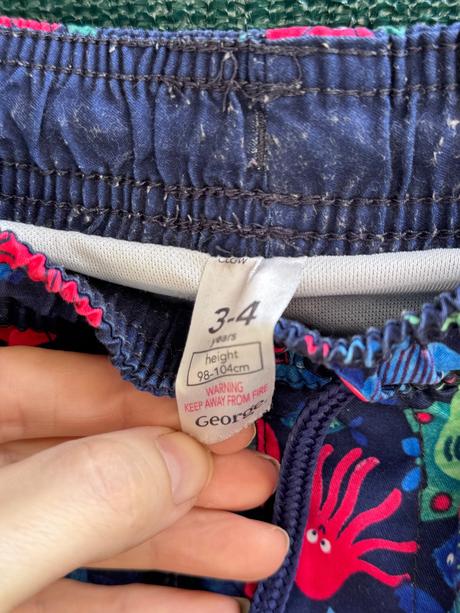 3-4
years
height
98-104cm
WARNING
KEEP AWAY FROM FIRE
George.